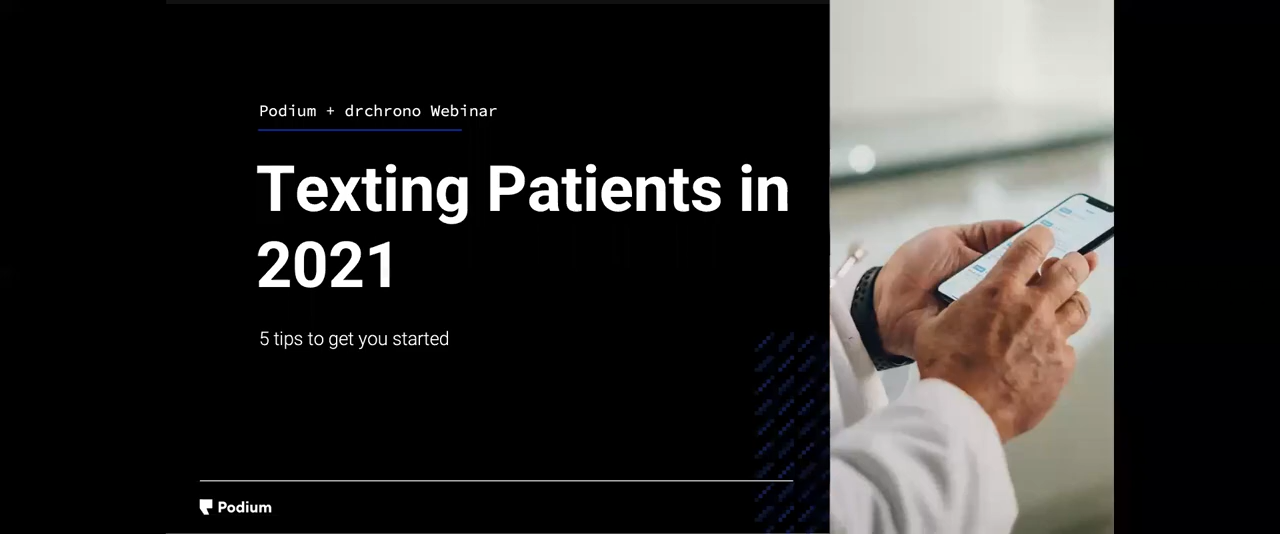 Podium + drchrono Webinar
Texting Patients in
2021
5 tips to get you started
Podium